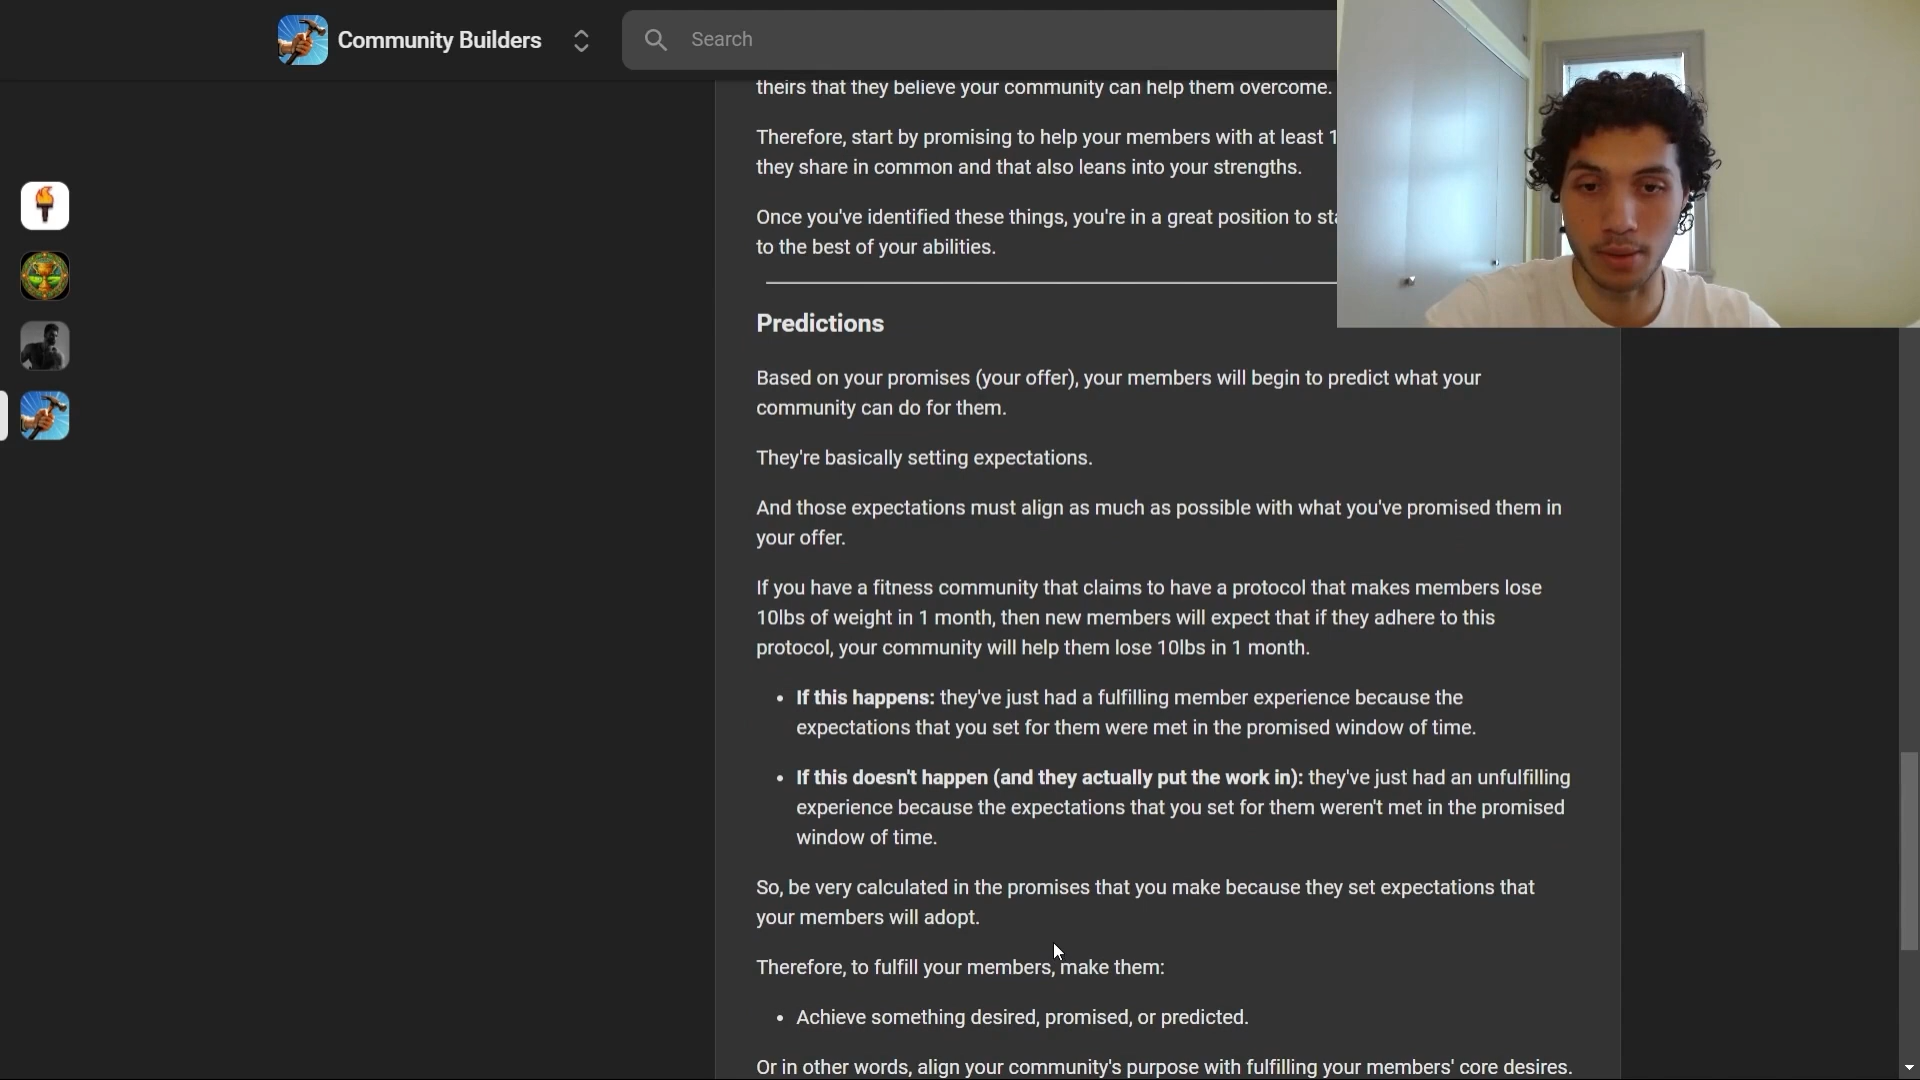 Community Builders
Search
theirs that they believe your community can help them overcome.
Therefore, start by promising to help your members with at least 1
they share in common and that also leans into your strengths.
Once you've identified these things, you're in a great position to
to the best of your abilities.
Predictions
Based on your promises (your offer), your members will begin to predict what your
community can do for them.
They're basically setting expectations.
And those expectations must align as much as possible with what you've promised them in
your offer.
If you have a fitness community that claims to have a protocol that makes members lose
10lbs of weight in 1 month, then new members will expect that if they adhere to this
protocol, your community will help them lose 10lbs in 1 month.
• If this happens: they've just had a fulfilling member experience because the
expectations that you set for them were met in the promised window of time.
• If this doesn't happen (and they actually put the work in): they've just had an unfulfilling
experience because the expectations that you set for them weren't met in the promised
window of time.
So, be very calculated in the promises that you make because they set expectations that
your members will adopt.
Therefore, to fulfill your members, make them:
• Achieve something desired, promised, or predicted.
Or in other words, align your community's purpose with fulfilling your members' core desires.